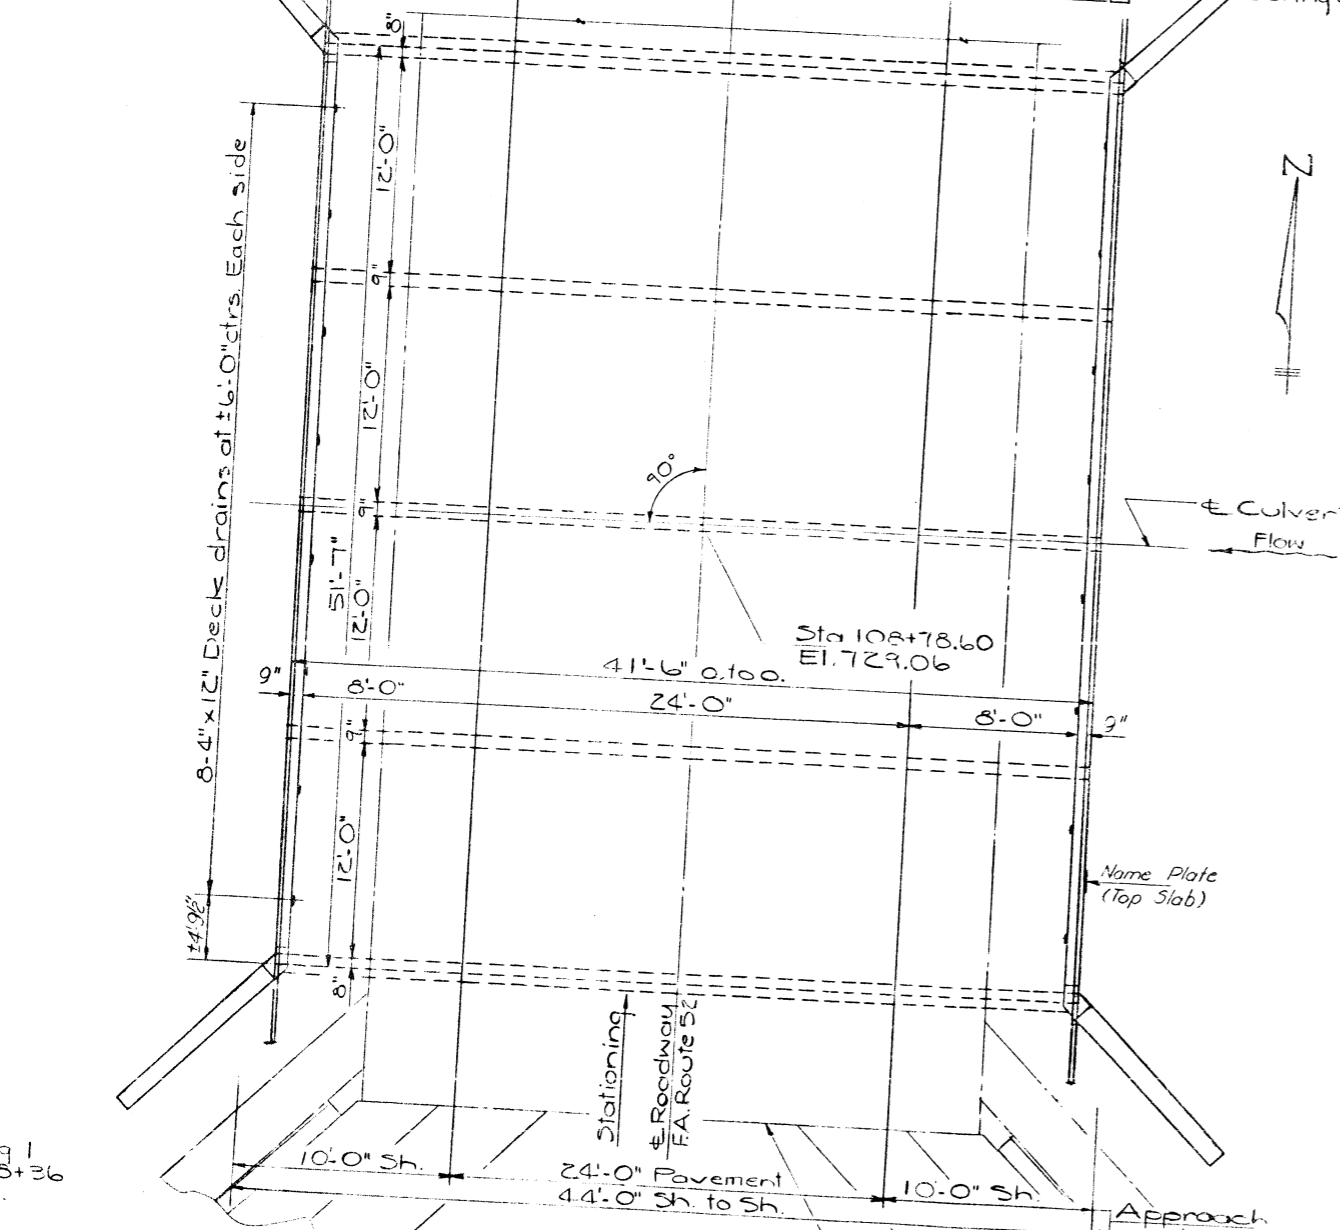 8"
12'-0"
9"
12'-0"
9"
12'-0"
9"
12'-0"
8"
51'-7"
8-4"x12" Deck drains at ±6'-0" ctrs. Each side
±4'9½"
N
90°
℄ Culver
Flow
Sta 108+78.60
El. 729.06
41'-6" o. to o.
9"
8'-0"
24'-0"
8'-0"
9"
Name Plate
(Top Slab)
Stationing
℄ Roadway
F.A. Route 52
10'-0" Sh.
24'-0" Pavement
10'-0" Sh.
44'-0" Sh. to Sh.
Approach
+36